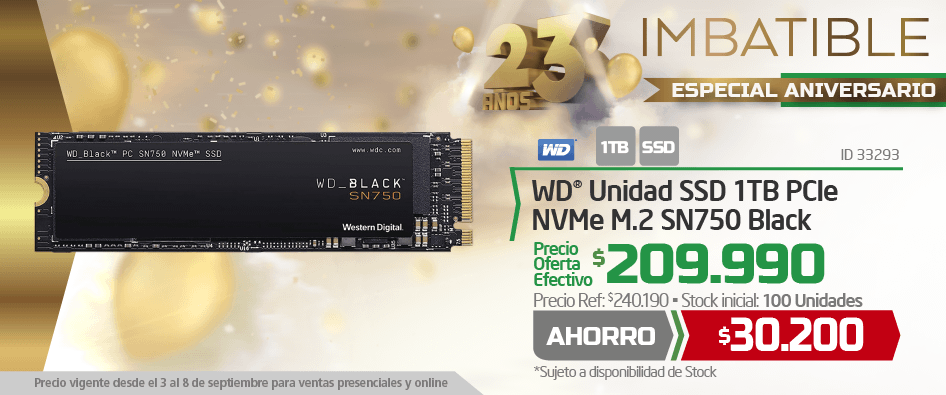 23
AÑOS
IMBATIBLE
ESPECIAL ANIVERSARIO
WD_Black™ PC SN750 NVMe™ SSD
www.wdc.com
WD_BLACK™
SN750
Western Digital.
WD
1TB
SSD
ID 33293
WD® Unidad SSD 1TB PCIe
NVMe M.2 SN750 Black
Precio
Oferta
Efectivo
$209.990
Precio Ref: $240.190 ▪ Stock inicial: 100 Unidades
AHORRO $30.200
*Sujeto a disponibilidad de Stock
Precio vigente desde el 3 al 8 de septiembre para ventas presenciales y online